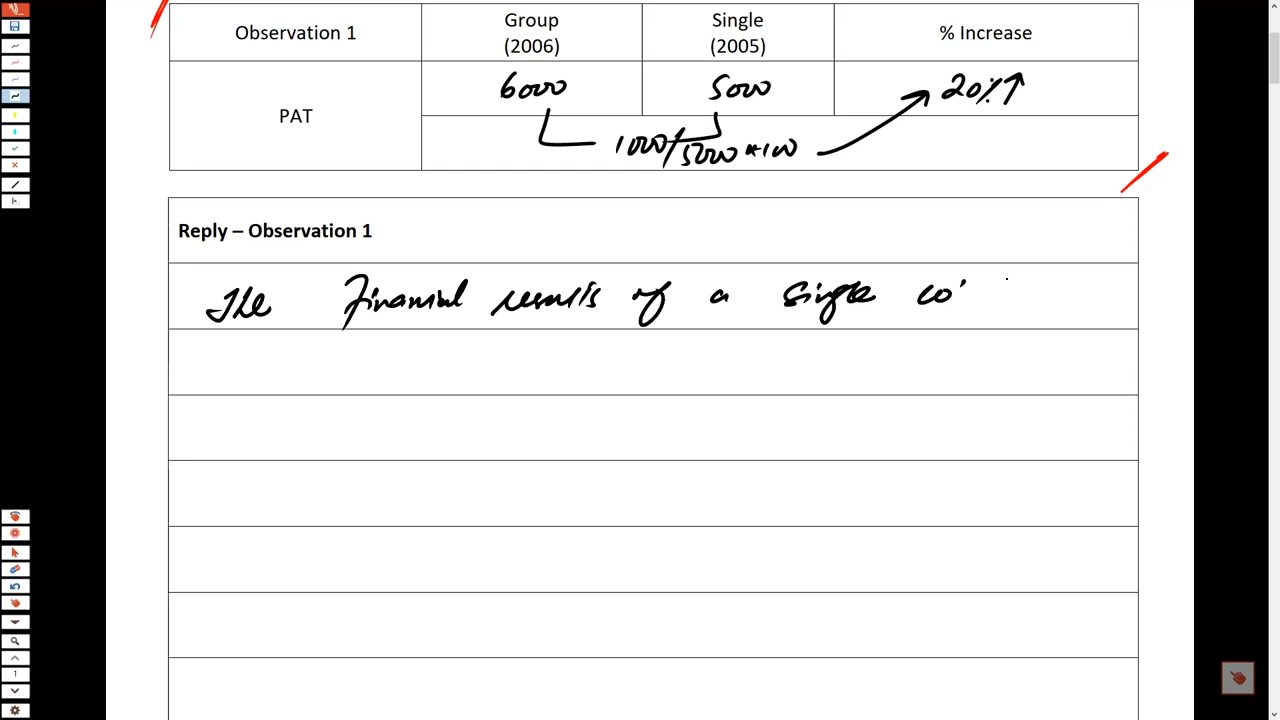 Observation 1
Group
(2006)
Single
(2005)
% Increase
PAT
6000
5000
20%↑
1000/5000*100
Reply – Observation 1
The Financial results of a single co'
1